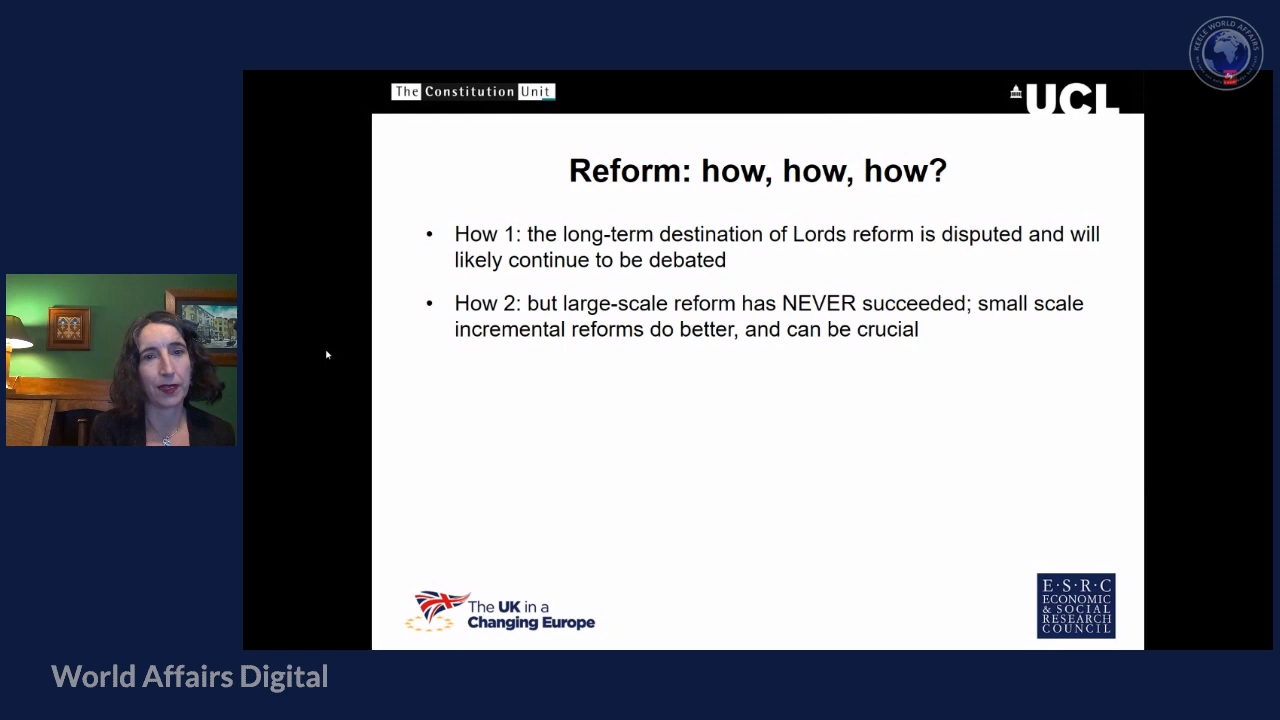 KEELE WORLD AFFAIRS
The Constitution Unit
UCL
Reform: how, how, how?
• How 1: the long-term destination of Lords reform is disputed and will
likely continue to be debated
• How 2: but large-scale reform has NEVER succeeded; small scale
incremental reforms do better, and can be crucial
The UK in a
Changing Europe
E·S·R·C
ECONOMIC
& SOCIAL
RESEARCH
COUNCIL
World Affairs Digital